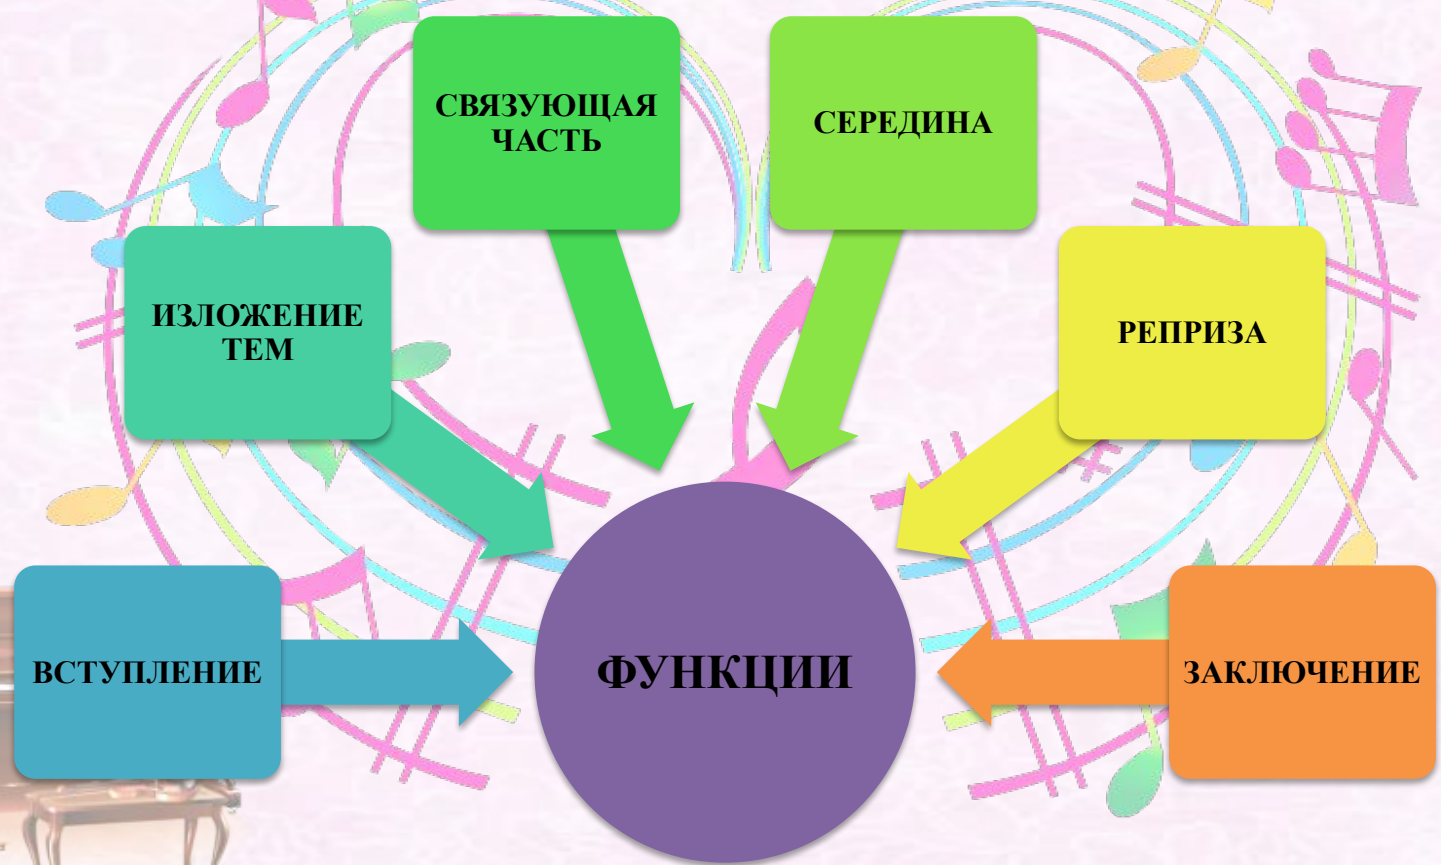 СВЯЗУЮЩАЯ
ЧАСТЬ
СЕРЕДИНА
ИЗЛОЖЕНИЕ
ТЕМ
РЕПРИЗА
ВСТУПЛЕНИЕ
ФУНКЦИИ
ЗАКЛЮЧЕНИЕ